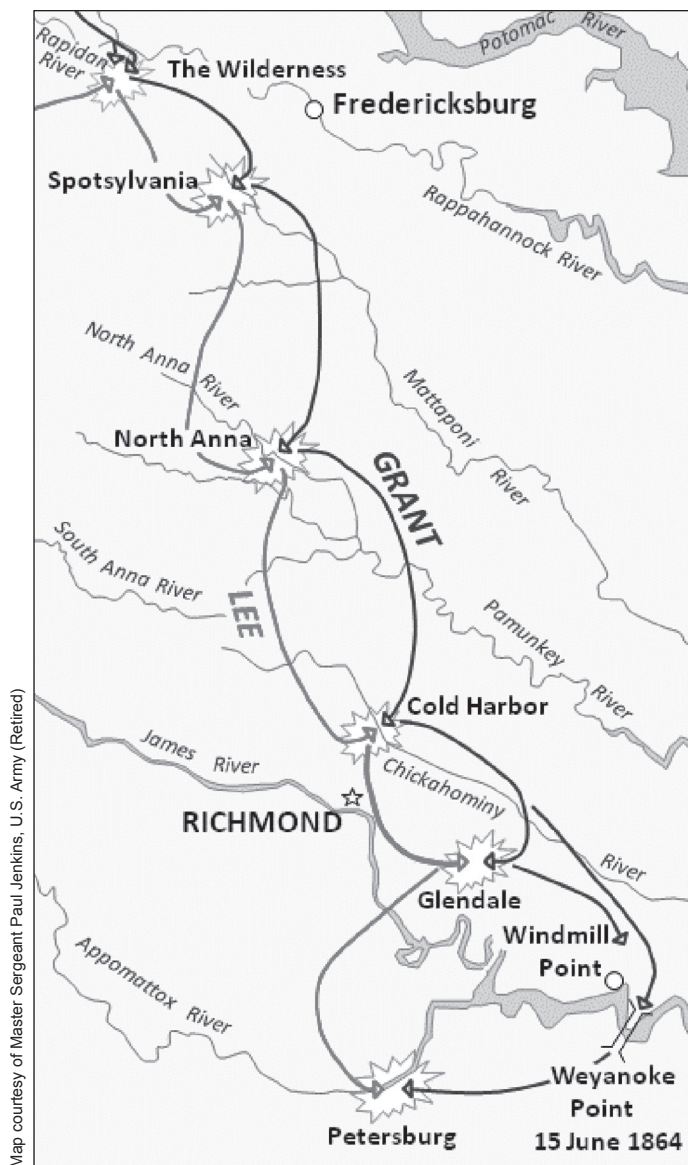 Potomac River
Rapidan
River
The Wilderness
Fredericksburg
Spotsylvania
Rappahannock River
North Anna River
Mattaponi River
North Anna
GRANT
South Anna River
LEE
Pamunkey River
Cold Harbor
James River
Chickahominy River
RICHMOND
Glendale
Windmill
Point
Appomattox River
Weyanoke
Point
15 June 1864
Petersburg
Map courtesy of Master Sergeant Paul Jenkins, U.S. Army (Retired)